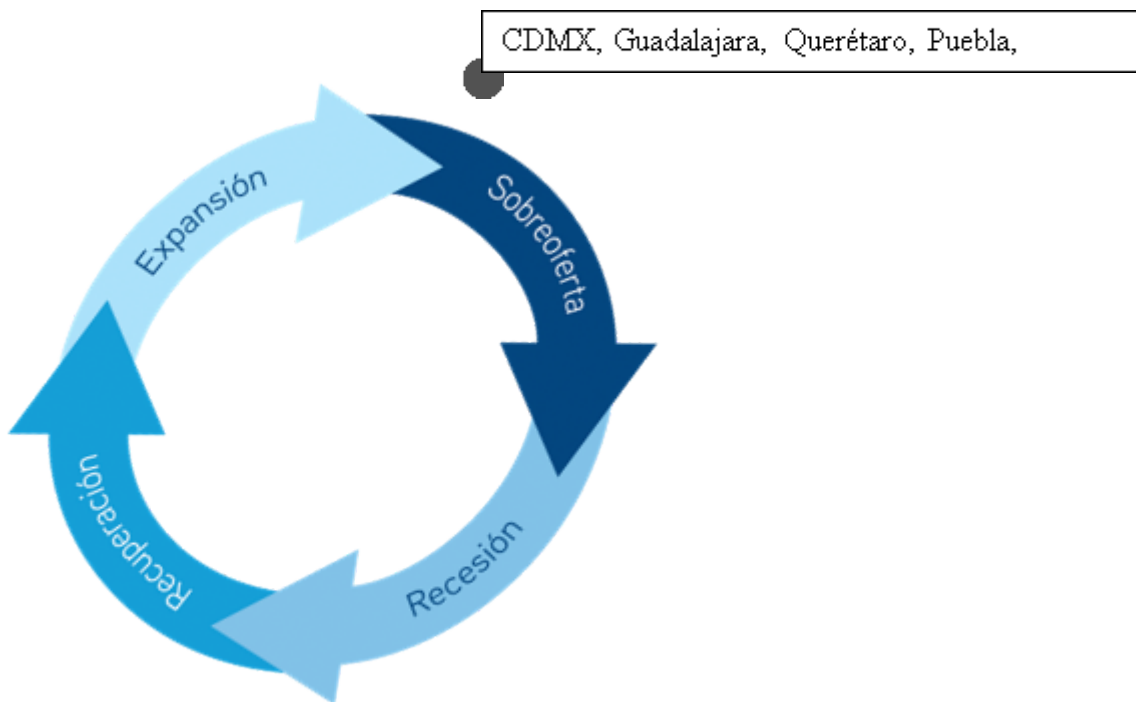 CDMX, Guadalajara, Querétaro, Puebla,
Expansión
Sobreoferta
Recesión
Recuperación